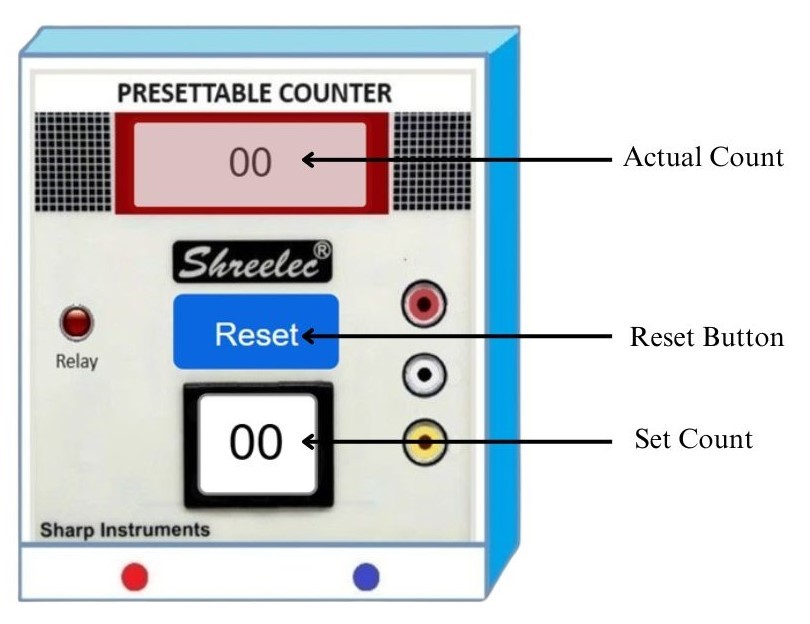 PRESETTABLE COUNTER
00
Actual Count
Shreelec®
Reset
Reset Button
Relay
00
Set Count
Sharp Instruments